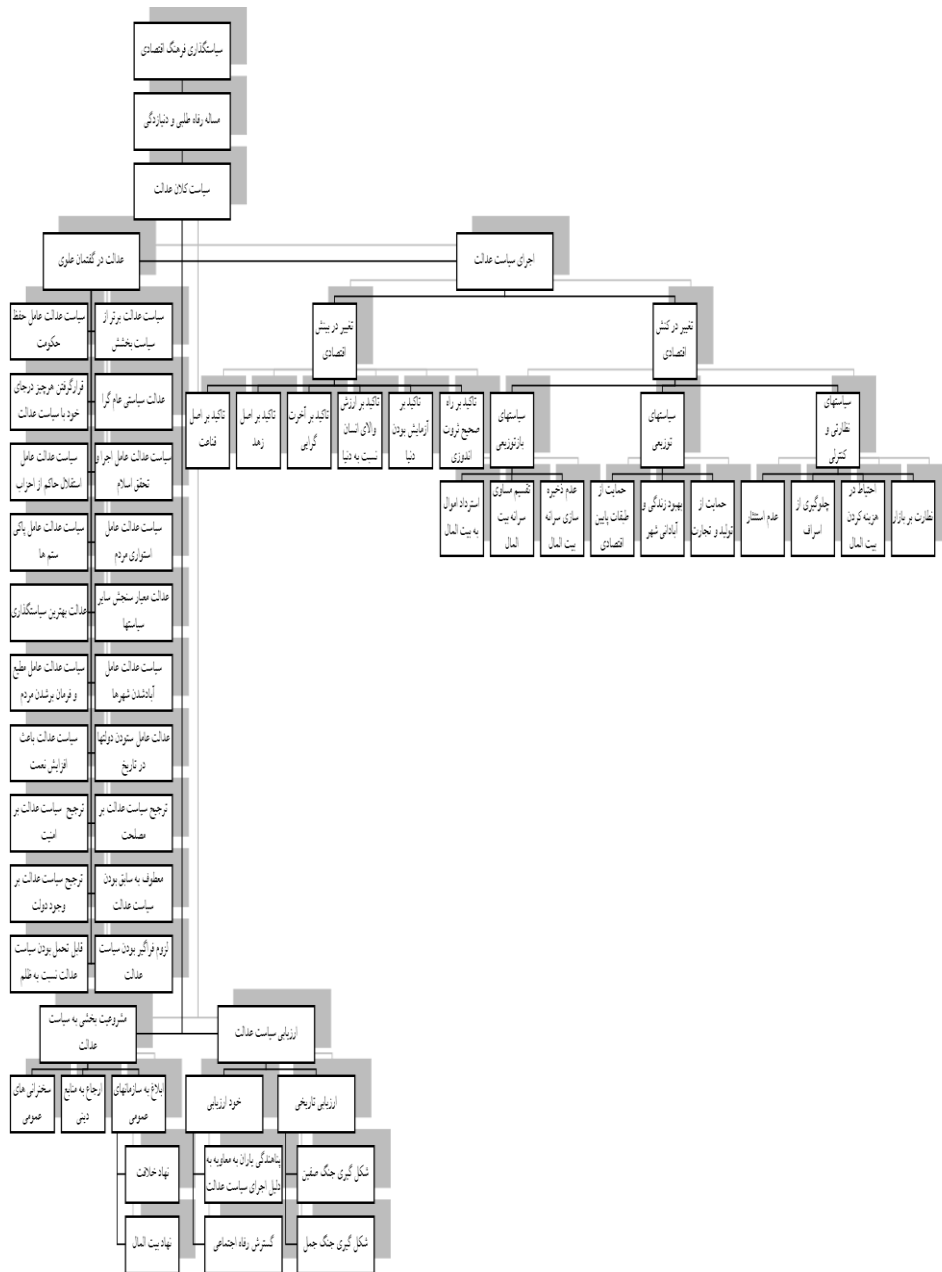 سیاستگذاری فرهنگ اقتصادی
مساله رفاه طلبی و دنیازدگی
سیاست کلان عدالت
اجرای سیاست عدالت
عدالت در گفتمان علوی
تغییر در کنش
اقتصادی
تغییر در بینش
اقتصادی
سیاستهای
نظارتی و
کنترلی
سیاستهای
توزیعی
سیاستهای
بازتوزیعی
تاکید بر راه
صحیح ثروت
اندوزی
تاکید بر
آزمایش بودن
دنیا
تاکید بر ارزش
والای انسان
نسبت به دنیا
تاکید بر آخرت
گرایی
تاکید بر اصل
زهد
تاکید بر اصل
قناعت
نظارت بر بازار
احتیاط در
هزینه کردن
بیت المال
جلوگیری از
اسراف
عدم استئثار
حمایت از
تولید و تجارت
بهبود زندگی و
آبادانی شهر
حمایت از
طبقات پایین
اقتصادی
عدم ذخیره
سازی سرانه
بیت المال
تقسیم مساوی
سرانه بیت
المال
استرداد اموال
به بیت المال
سیاست عدالت برتر از
سیاست بخشش
سیاست عدالت عامل حفظ
حکومت
عدالت سیاستی عام گرا
قرارگرفتن هرچیز درجای
خود با سیاست عدالت
سیاست عدالت عامل اجرا و
تحقق اسلام
سیاست عدالت عامل
استقلال حاکم از احزاب
سیاست عدالت عامل
استواری مردم
سیاست عدالت عامل پاکی
ستم ها
عدالت معیار سنجش سایر
سیاستها
عدالت بهترین سیاستگذاری
سیاست عدالت عامل
آبادشدن شهرها
سیاست عدالت عامل مطیع
و فرمان برشدن مردم
عدالت عامل ستودن دولتها
در تاریخ
سیاست عدالت باعث
افزایش نعمت
ترجیح سیاست عدالت بر
مصلحت
ترجیح سیاست عدالت بر
امنیت
معطوف به سابق بودن
سیاست عدالت
ترجیح سیاست عدالت بر
وجود دولت
لزوم فراگیر بودن سیاست
عدالت
قابل تحمل بودن سیاست
عدالت نسبت به ظلم
ارزیابی سیاست عدالت
مشروعیت بخشی به سیاست
عدالت
ارزیابی تاریخی
خود ارزیابی
ابلاغ به سازمانهای
عمومی
ارجاع به منابع
دینی
سخنرانی های
عمومی
شکل گیری جنگ صفین
پناهندگی یاران به معاویه به
دلیل اجرای سیاست عدالت
نهاد خلافت
شکل گیری جنگ جمل
گسترش رفاه اجتماعی
نهاد بیت المال